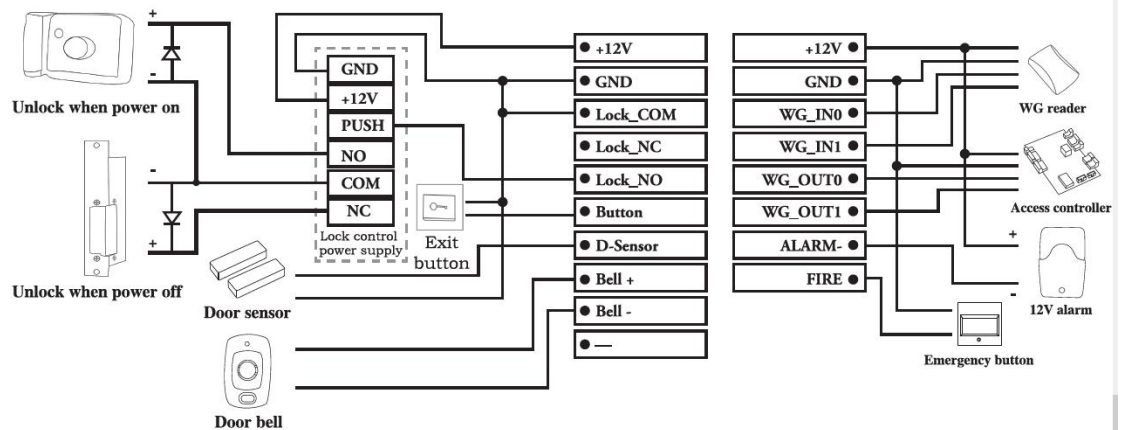 +
-
Unlock when power on
-
+
Unlock when power off
GND
+12V
PUSH
NO
COM
NC
Lock control
power supply
Exit
button
Door sensor
Door bell
+12V
GND
Lock_COM
Lock_NC
Lock_NO
Button
D-Sensor
Bell +
Bell -
—
+12V
GND
WG_IN0
WG_IN1
WG_OUT0
WG_OUT1
ALARM-
FIRE
WG reader
Access controller
+
-
12V alarm
Emergency button